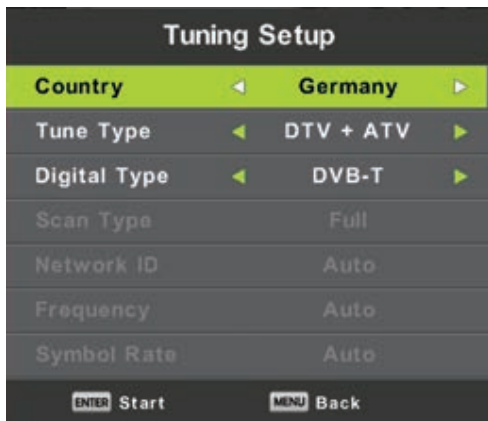 Tuning Setup
Country Germany
Tune Type DTV + ATV
Digital Type DVB-T
Scan Type Full
Network ID Auto
Frequency Auto
Symbol Rate Auto
ENTER Start MENU Back